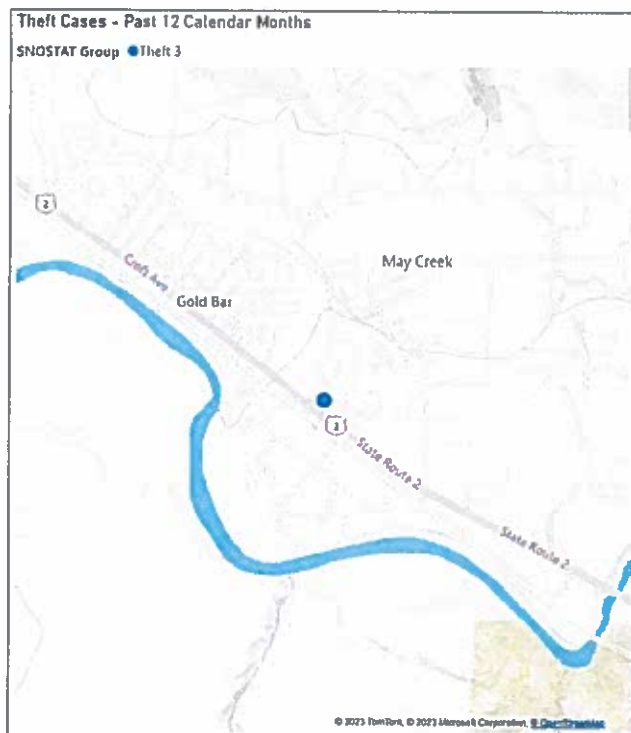 Theft Cases - Past 12 Calendar Months
SNOSTAT Group Theft 3
2
Croft Ave
May Creek
Gold Bar
2
State Route 2
State Route 2
© 2023 TomTom, © 2023 Microsoft Corporation, © OpenStreetMap